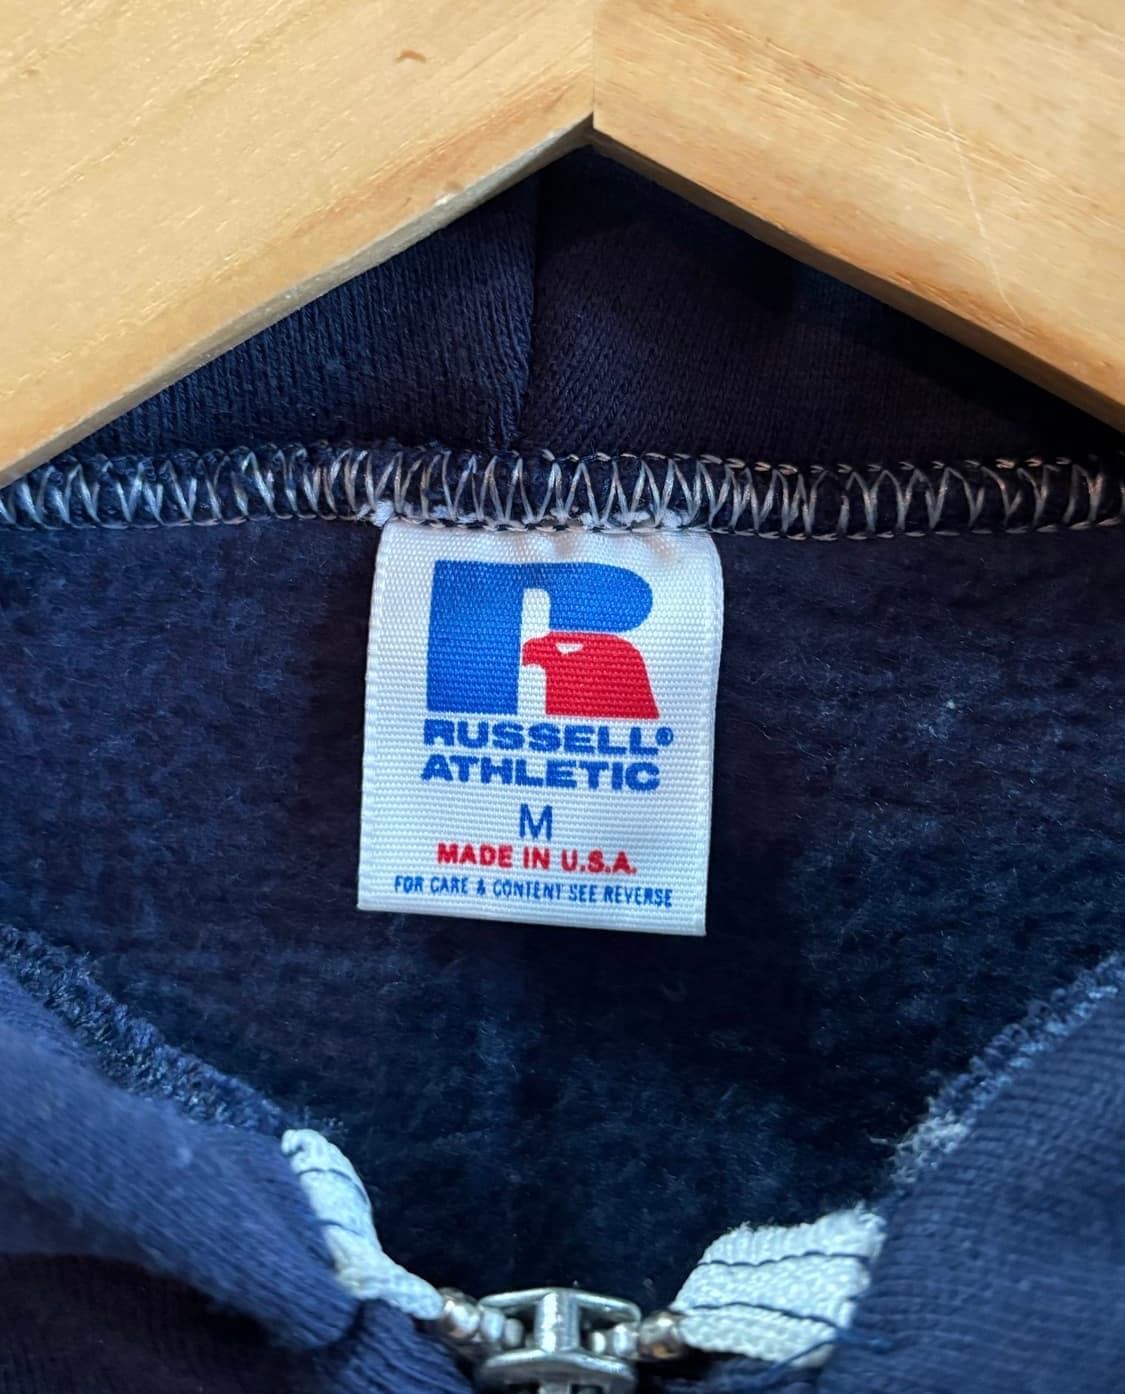 R
RUSSELL®
ATHLETIC
M
MADE IN U.S.A.
FOR CARE & CONTENT SEE REVERSE